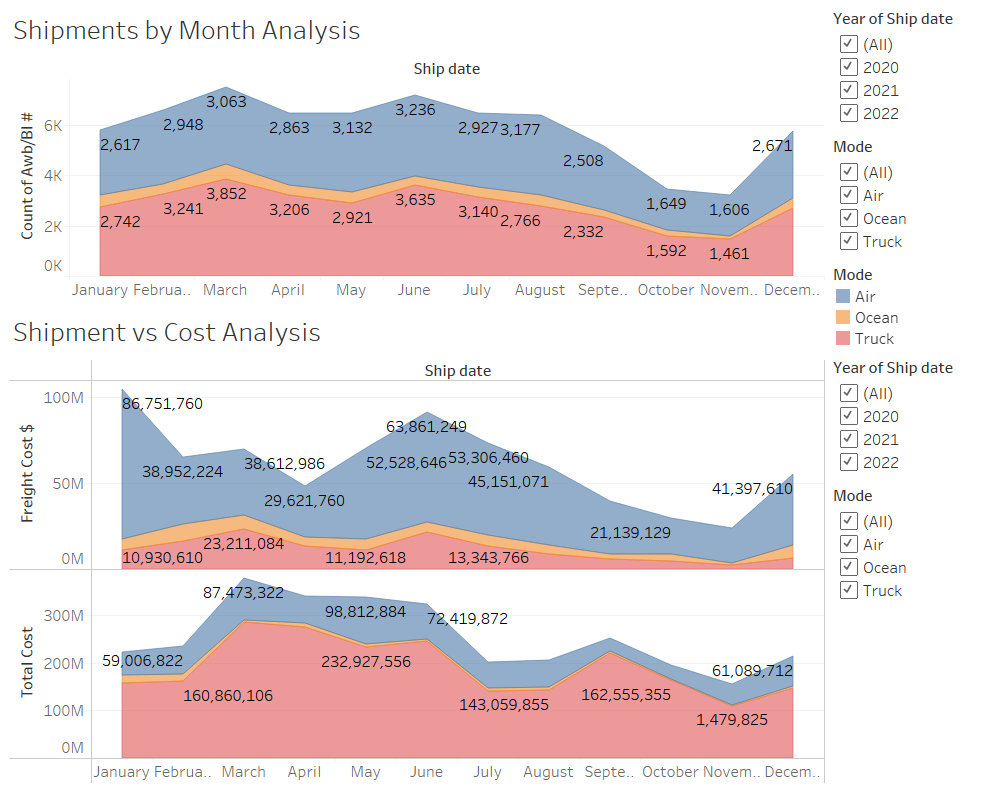 Shipments by Month Analysis
Ship date
Count of Awb/Bl #
6K
4K
2K
0K
2,617
2,948
3,063
2,863
3,132
3,236
2,927
3,177
2,508
1,649
1,606
2,671
2,742
3,241
3,852
3,206
2,921
3,635
3,140
2,766
2,332
1,592
1,461
January Februa.. March April May June July August Septe.. October Novem.. Decem..
Year of Ship date
(All)
2020
2021
2022
Mode
(All)
Air
Ocean
Truck
Mode
Air
Ocean
Truck
Shipment vs Cost Analysis
Ship date
Freight Cost $
100M
50M
0M
86,751,760
38,952,224
38,612,986
29,621,760
52,528,646
63,861,249
53,306,460
45,151,071
21,139,129
41,397,610
10,930,610
23,211,084
11,192,618
13,343,766
Total Cost
300M
200M
100M
0M
59,006,822
87,473,322
98,812,884
72,419,872
61,089,712
160,860,106
232,927,556
143,059,855
162,555,355
1,479,825
January Februa.. March April May June July August Septe.. October Novem.. Decem..
Year of Ship date
(All)
2020
2021
2022
Mode
(All)
Air
Ocean
Truck